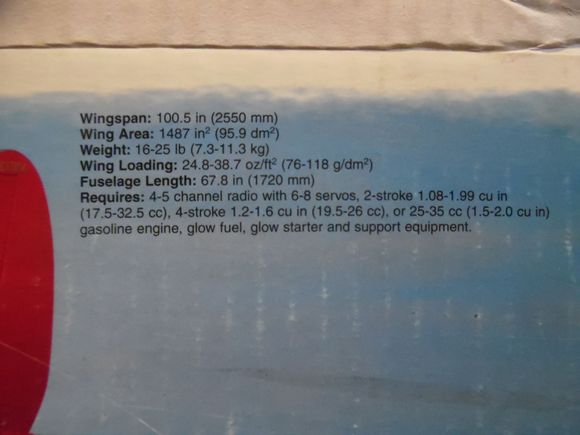 Wingspan: 100.5 in (2550 mm)
Wing Area: 1487 in² (95.9 dm²)
Weight: 16-25 lb (7.3-11.3 kg)
Wing Loading: 24.8-38.7 oz/ft² (76-118 g/dm²)
Fuselage Length: 67.8 in (1720 mm)
Requires: 4-5 channel radio with 6-8 servos, 2-stroke 1.08-1.99 cu in
(17.5-32.5 cc), 4-stroke 1.2-1.6 cu in (19.5-26 cc), or 25-35 cc (1.5-2.0 cu in)
gasoline engine, glow fuel, glow starter and support equipment.